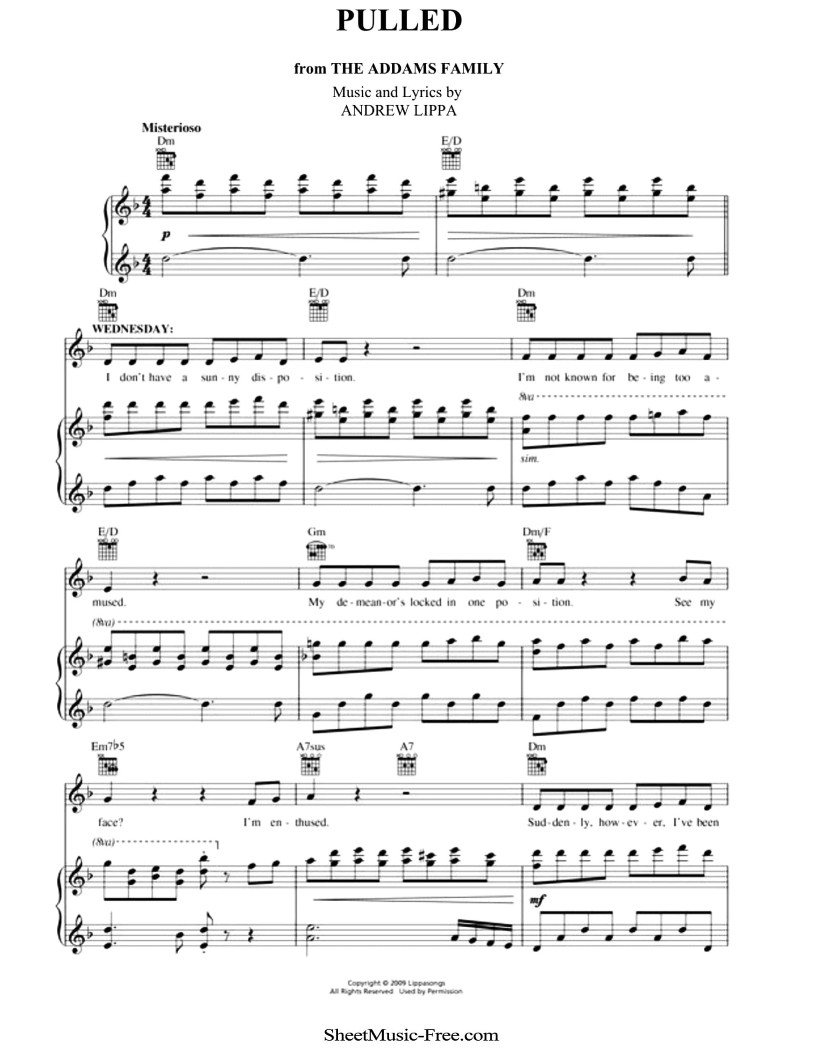 PULLED
from THE ADDAMS FAMILY
Music and Lyrics by
ANDREW LIPPA
Misterioso
Dm E/D
p
Dm E/D Dm
WEDNESDAY:
I don't have a sun - ny dis - po - si - tion. I'm not known for be - ing too a -
8va
sim.
E/D Gm Dm/F
mused. My de - mean - or's locked in one po - si - tion. See my
(8va)
Em7♭5 A7sus A7 Dm
face? I'm en - thused. Sud - den - ly, how - ev - er, I've been
(8va)
mf
Copyright © 2009 Lippasongs
All Rights Reserved Used by Permission
SheetMusic-Free.com